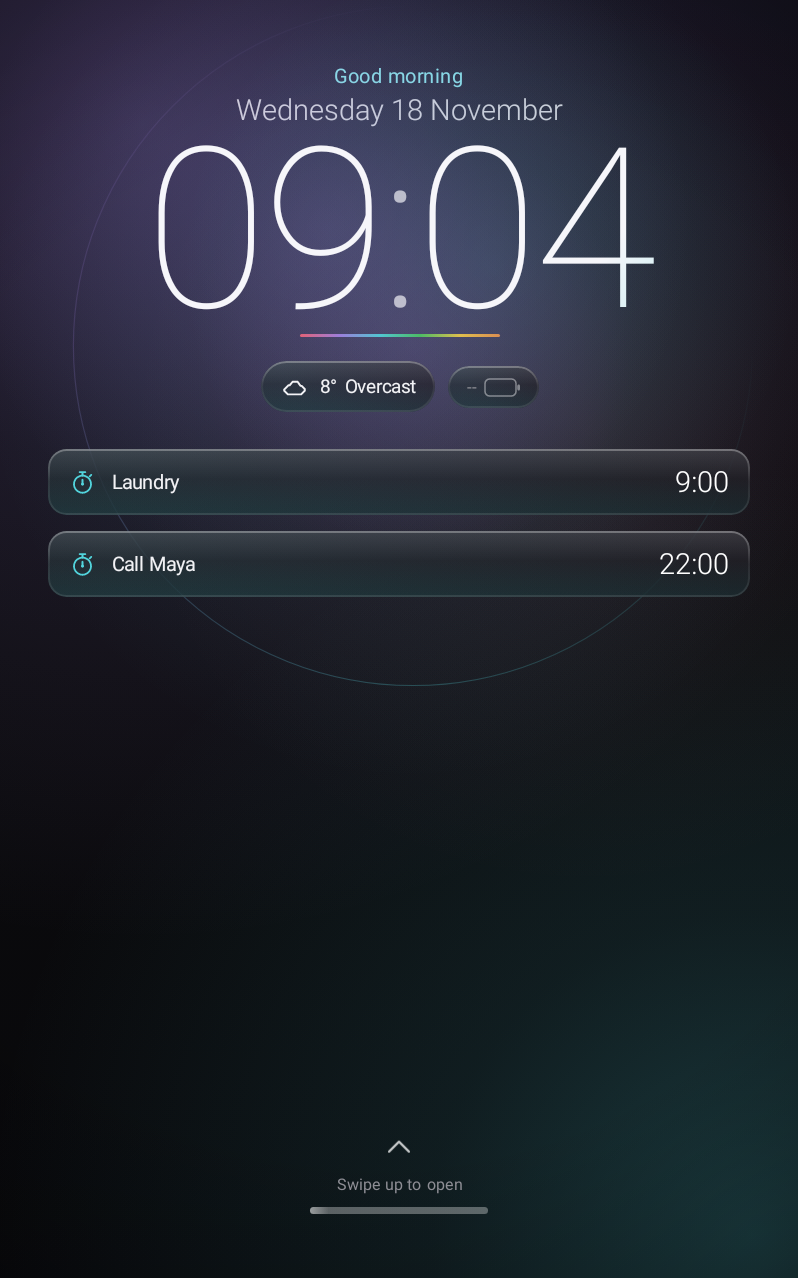 Good morning
Wednesday 18 November
09:04
8° Overcast
--
Laundry 9:00
Call Maya 22:00
Swipe up to open